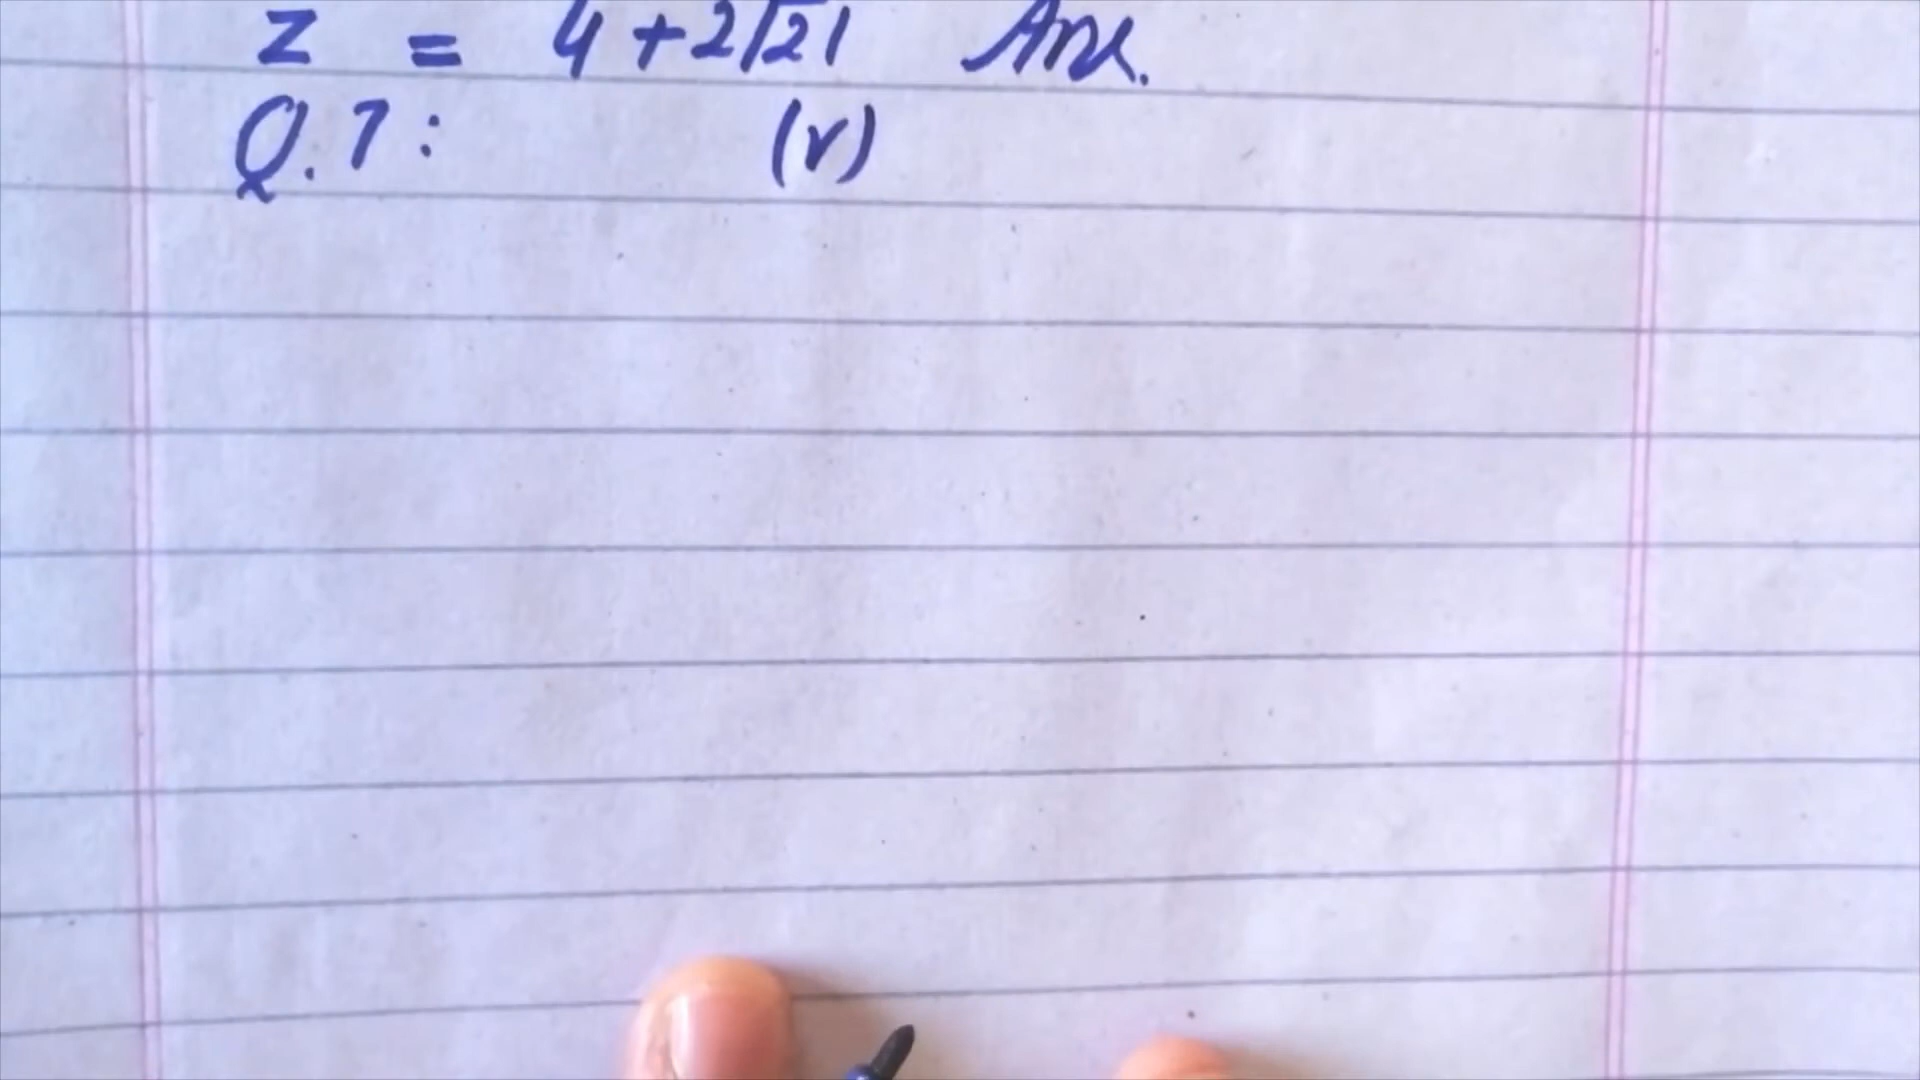 z = 4+2√21 Ans.
Q.7: (v)